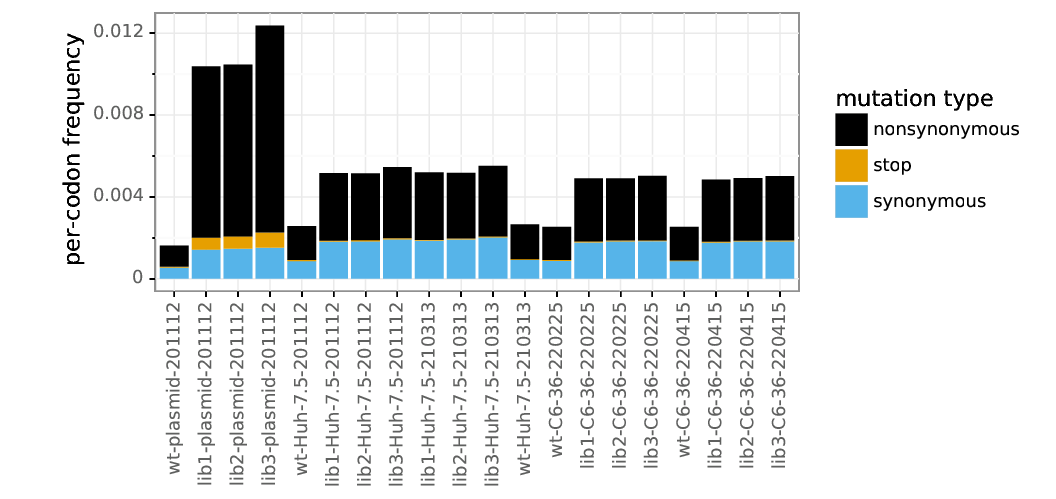 per-codon frequency
0.012
0.008
0.004
0
wt-plasmid-201112
lib1-plasmid-201112
lib2-plasmid-201112
lib3-plasmid-201112
wt-Huh-7.5-201112
lib1-Huh-7.5-201112
lib2-Huh-7.5-201112
lib3-Huh-7.5-201112
lib1-Huh-7.5-210313
lib2-Huh-7.5-210313
lib3-Huh-7.5-210313
wt-Huh-7.5-210313
wt-C6-36-220225
lib1-C6-36-220225
lib2-C6-36-220225
lib3-C6-36-220225
wt-C6-36-220415
lib1-C6-36-220415
lib2-C6-36-220415
lib3-C6-36-220415
mutation type
nonsynonymous
stop
synonymous